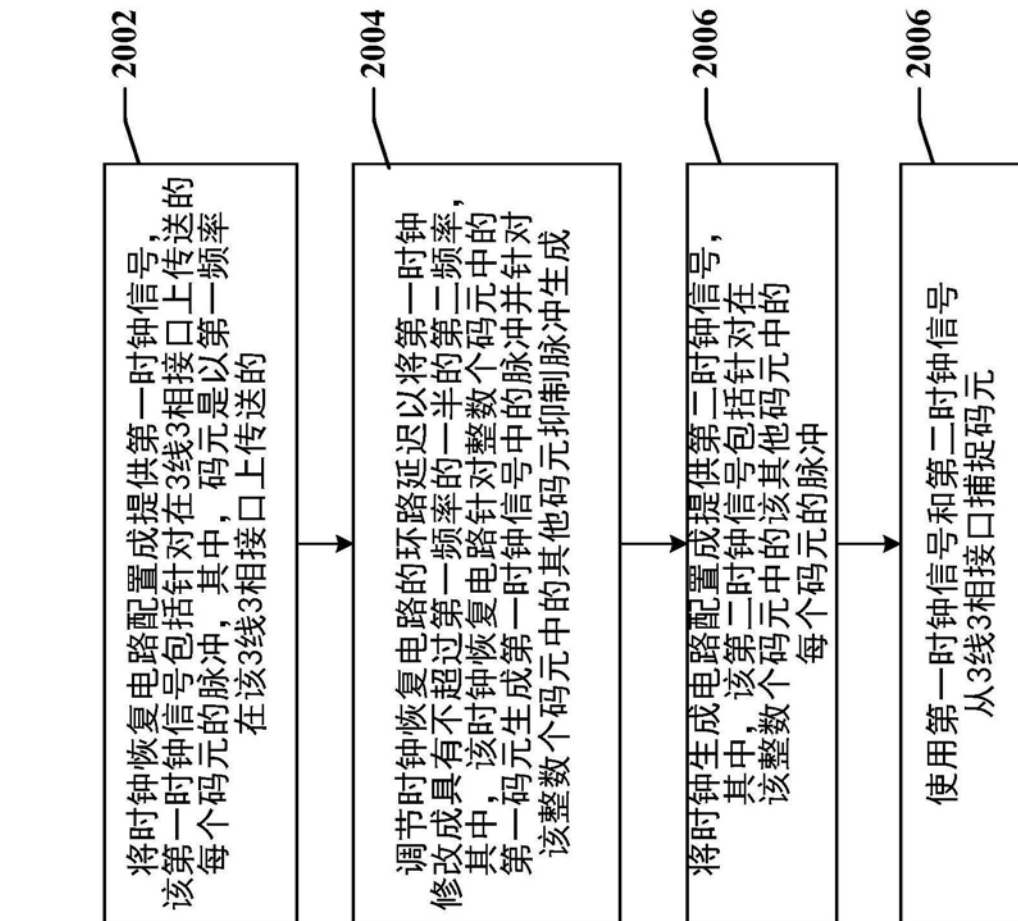 2002
将时钟恢复电路配置成提供第一时钟信号，
该第一时钟信号包括针对在3线3相接口上传送的
每个码元的脉冲，其中，码元是以第一频率
在该3线3相接口上传送的
2004
调节时钟恢复电路的环路延迟以将第一时钟
修改成具有不超过第一频率的一半的第二频率，
其中，该时钟恢复电路针对整数个码元中的
第一码元生成第一时钟信号中的脉冲并针对
该整数个码元中的其他码元抑制脉冲生成
2006
将时钟生成电路配置成提供第二时钟信号，
其中，该第二时钟信号包括针对在
该整数个码元中的该其他码元中的
每个码元的脉冲
2006
使用第一时钟信号和第二时钟信号
从3线3相接口捕捉码元